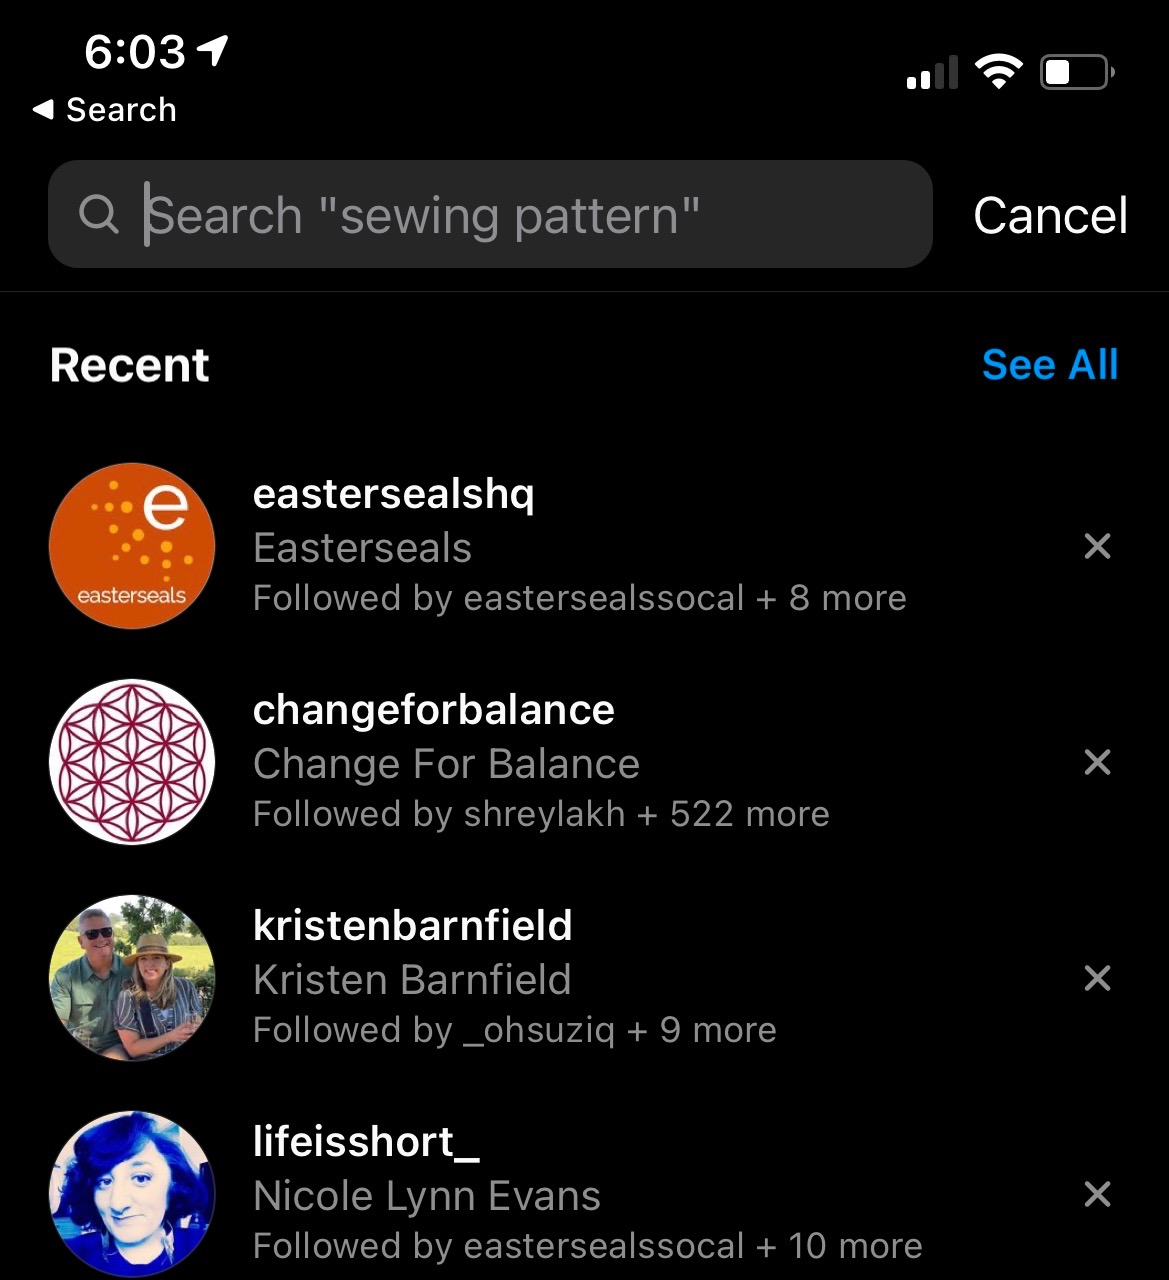 6:03
Search
Search "sewing pattern"
Cancel
Recent
See All
e
easterseals
eastersealshq
Easterseals
Followed by eastersealssocal + 8 more
changeforbalance
Change For Balance
Followed by shreylakh + 522 more
kristenbarnfield
Kristen Barnfield
Followed by _ohsuziq + 9 more
lifeisshort_
Nicole Lynn Evans
Followed by eastersealssocal + 10 more